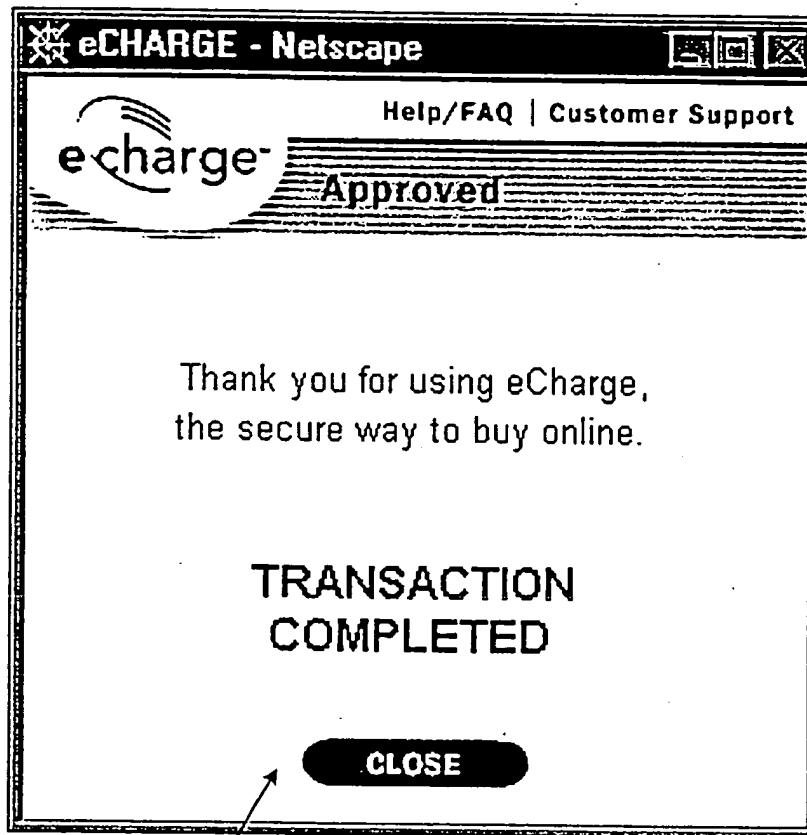 eCHARGE - Netscape
Help/FAQ | Customer Support
echarge
Approved
Thank you for using eCharge,
the secure way to buy online.
TRANSACTION
COMPLETED
CLOSE